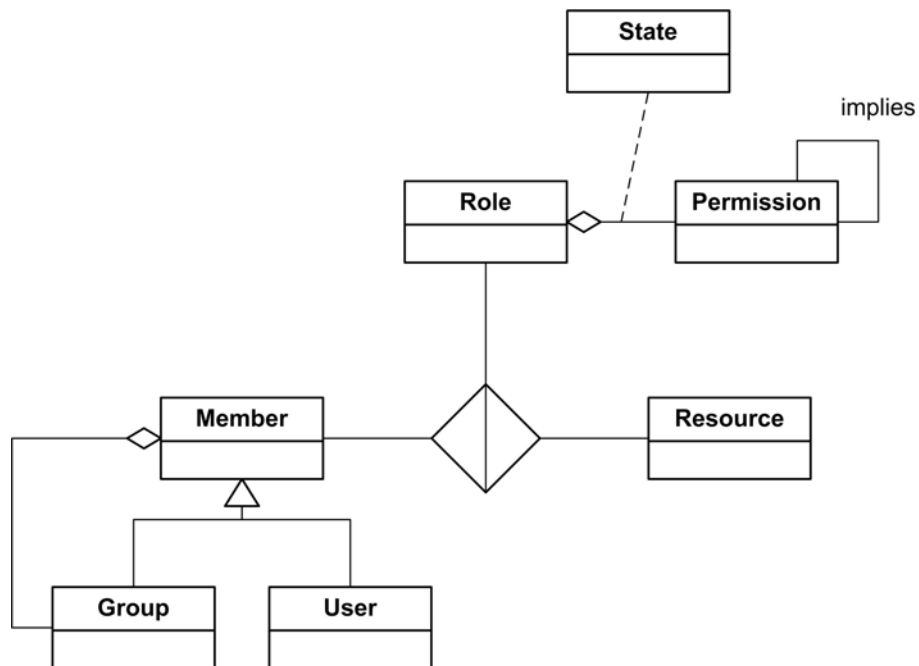 State
implies
Role
Permission
Member
Resource
Group
User